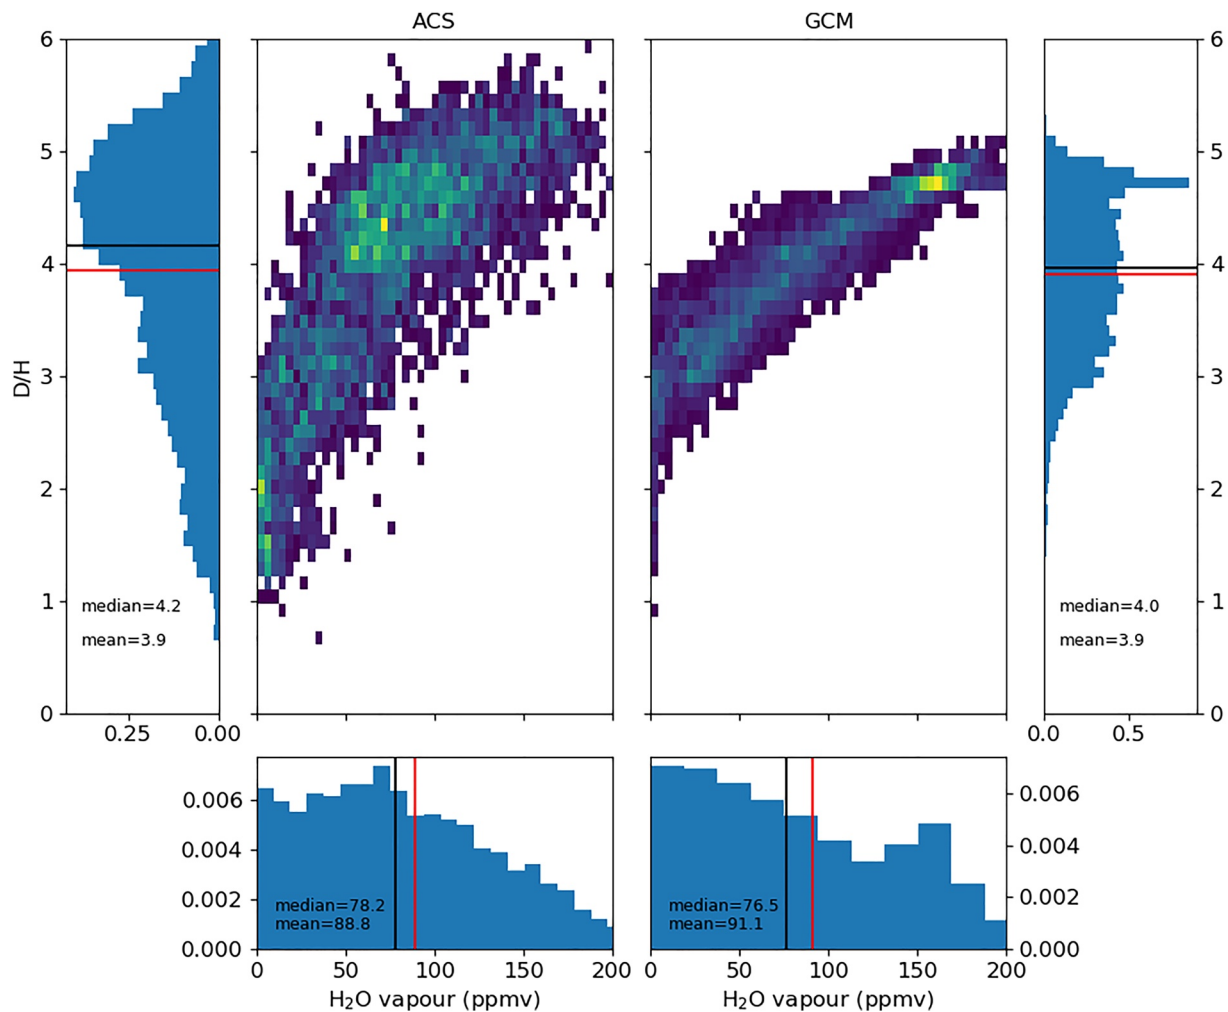 ACS
GCM
6
5
4
3
2
1
0
D/H
median=4.2
mean=3.9
0.25
0.00
6
5
4
3
2
1
0
median=4.0
mean=3.9
0.0
0.5
0.006
0.004
0.002
0.000
median=78.2
mean=88.8
0
50
100
150
200
H₂O vapour (ppmv)
median=76.5
mean=91.1
0.006
0.004
0.002
0.000
0
50
100
150
200
H₂O vapour (ppmv)